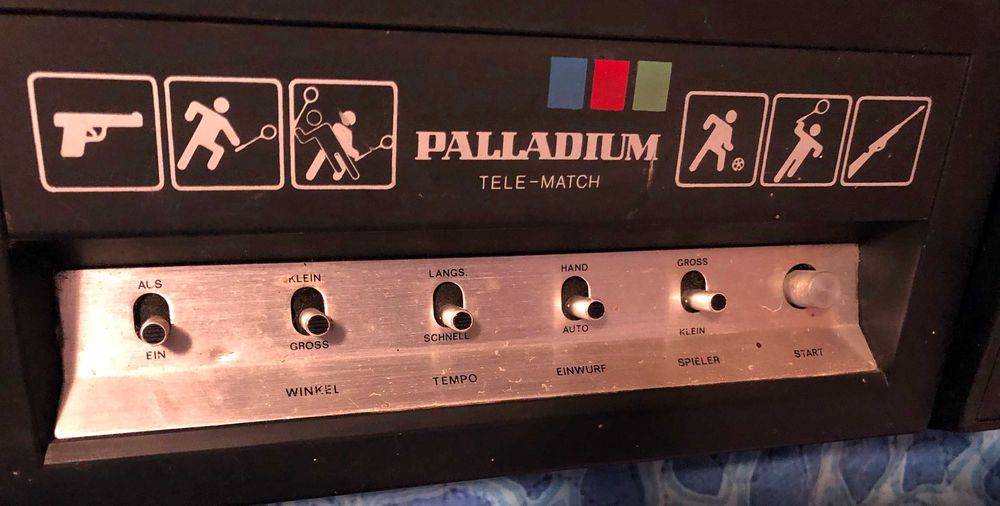 PALLADIUM
TELE-MATCH
AUS
EIN
KLEIN
GROSS
WINKEL
LANGS.
SCHNELL
TEMPO
HAND
AUTO
EINWURF
GROSS
KLEIN
SPIELER
START